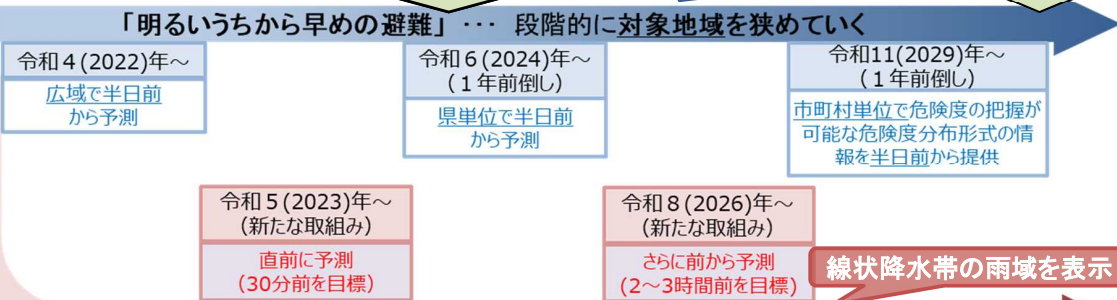 「明るいうちから早めの避難」… 段階的に対象地域を狭めていく
令和4(2022)年～
広域で半日前
から予測
令和6(2024)年～
(1年前倒し)
県単位で半日前
から予測
令和11(2029)年～
(1年前倒し)
市町村単位で危険度の把握が
可能な危険度分布形式の情
報を半日前から提供
令和5(2023)年～
(新たな取組み)
直前に予測
(30分前を目標)
令和8(2026)年～
(新たな取組み)
さらに前から予測
(2～3時間前を目標)
線状降水帯の雨域を表示